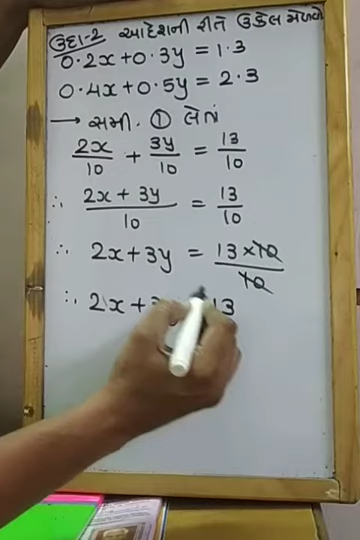 ઉદા-2 આદેશની રીતે ઉકેલ મેળવો
0.2x+0.3y = 1.3
0.4x+0.5y = 2.3
→ સમી. ① લેતાં
2x/10 + 3y/10 = 13/10
∴ 2x + 3y/10 = 13/10
∴ 2x+3y = 13×10/10
∴ 2x+ 13